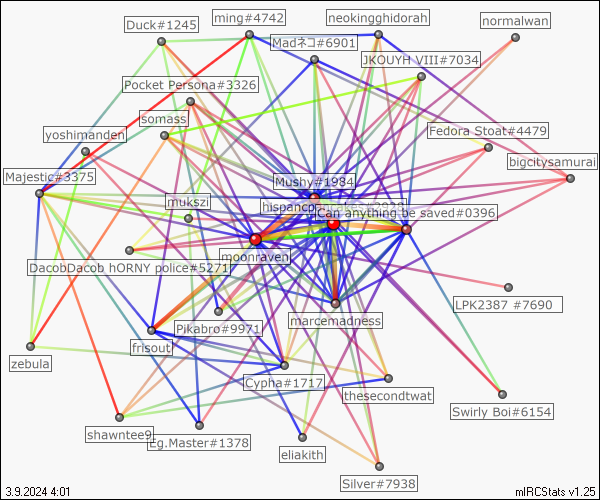 ming#4742
neokingghidorah
Duck#1245
normalwan
Madネコ#6901
JKOUYH VIII#7034
Pocket Persona#3326
somass
Fedora Stoat#4479
yoshimanden
bigcitysamurai
Majestic#3375
Mushy#1984
mukszi
Can anything be saved#0396
moonraven
DacobDacob hORNY police#5271
LPK2387 #7690
Pikabro#9971
marcemadness
frisout
zebula
Cypha#1717
thesecondtwat
Swirly Boi#6154
shawntee9
Eg.Master#1378
eliakith
Silver#7938
3.9.2024 4:01
mIRCStats v1.25